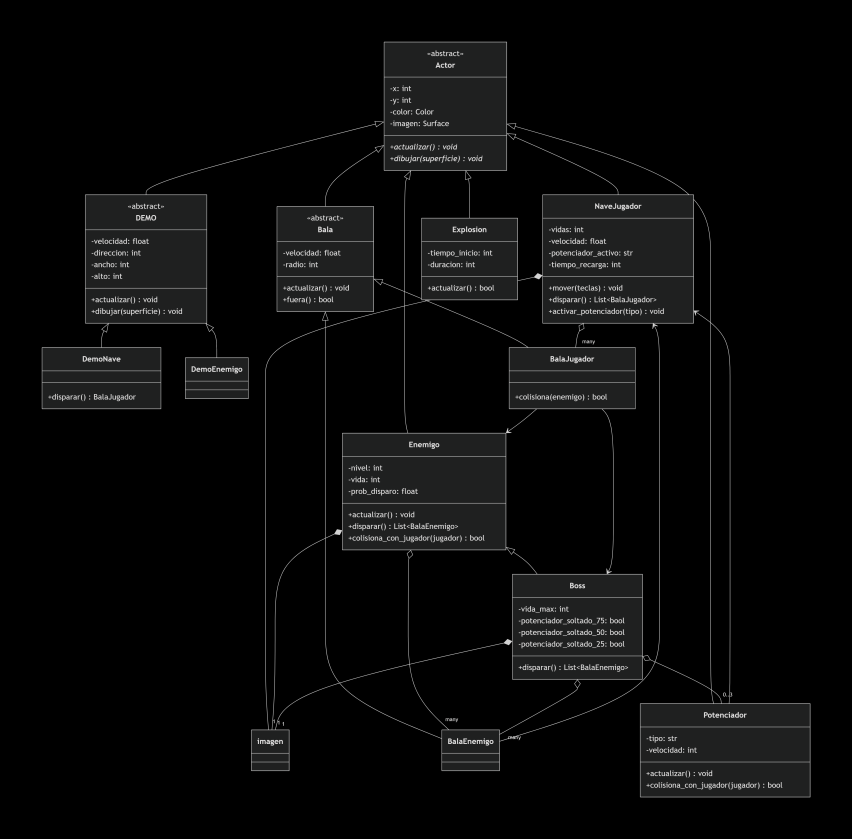 «abstract»
Actor
-x: int
-y: int
-color: Color
-imagen: Surface
+actualizar() : void
+dibujar(superficie) : void
«abstract»
DEMO
-velocidad: float
-direccion: int
-ancho: int
-alto: int
+actualizar() : void
+dibujar(superficie) : void
«abstract»
Bala
-velocidad: float
-radio: int
+actualizar() : void
+fuera() : bool
Explosion
-tiempo_inicio: int
-duracion: int
+actualizar() : bool
NaveJugador
-vidas: int
-velocidad: float
-potenciador_activo: str
-tiempo_recarga: int
+mover(teclas) : void
+disparar() : List<BalaJugador>
+activar_potenciador(tipo) : void
many
DemoNave
+disparar() : BalaJugador
DemoEnemigo
BalaJugador
+colisiona(enemigo) : bool
Enemigo
-nivel: int
-vida: int
-prob_disparo: float
+actualizar() : void
+disparar() : List<BalaEnemigo>
+colisiona_con_jugador(jugador) : bool
Boss
-vida_max: int
-potenciador_soltado_75: bool
-potenciador_soltado_50: bool
-potenciador_soltado_25: bool
+disparar() : List<BalaEnemigo>
1
many
many
imagen
BalaEnemigo
Potenciador
-tipo: str
-velocidad: int
+actualizar() : void
+colisiona_con_jugador(jugador) : bool